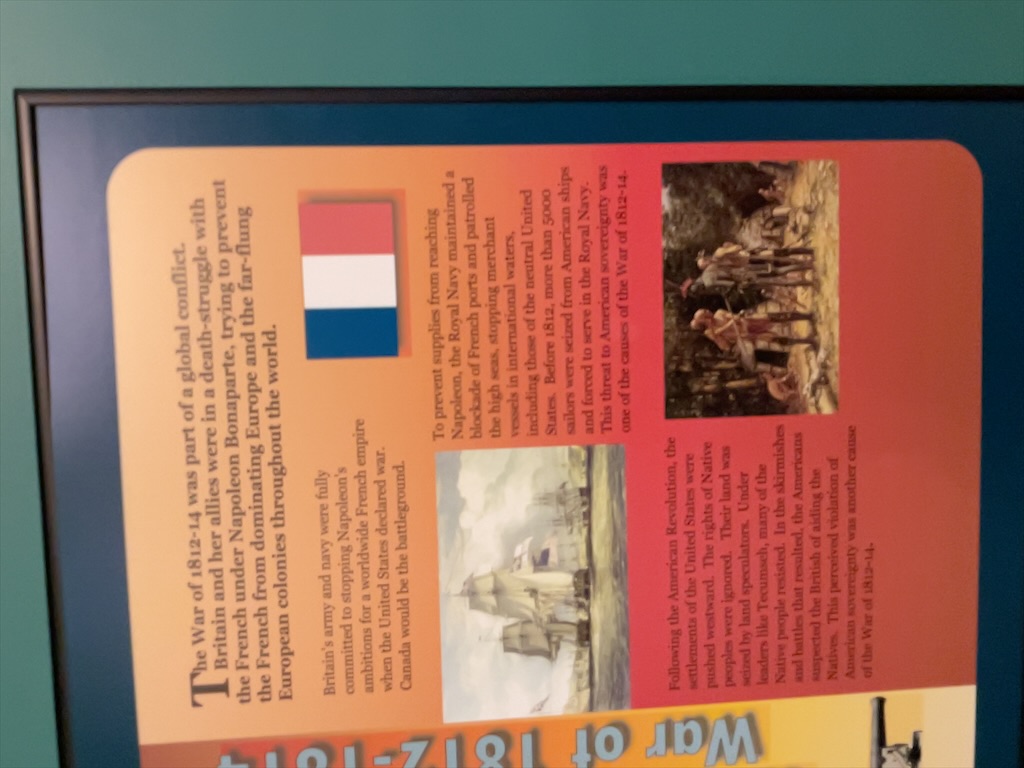 The War of 1812-14 was part of a global conflict.
Britain and her allies were in a death-struggle with
the French under Napoleon Bonaparte, trying to prevent
the French from dominating Europe and the far-flung
European colonies throughout the world.
Britain's army and navy were fully
committed to stopping Napoleon's
ambitions for a worldwide French empire
when the United States declared war.
Canada would be the battleground.
To prevent supplies from reaching
Napoleon, the Royal Navy maintained a
blockade of French ports and patrolled
the high seas, stopping merchant
vessels in international waters,
including those of the neutral United
States. Before 1812, more than 5000
sailors were seized from American ships
and forced to serve in the Royal Navy.
This threat to American sovereignty was
one of the causes of the War of 1812-14.
Following the American Revolution, the
settlements of the United States were
pushed westward. The rights of Native
peoples were ignored. Their land was
seized by land speculators. Under
leaders like Tecumseh, many of the
Native people resisted. In the skirmishes
and battles that resulted, the Americans
suspected the British of aiding the
Natives. This perceived violation of
American sovereignty was another cause
of the War of 1812-14.
War of 1812-1814